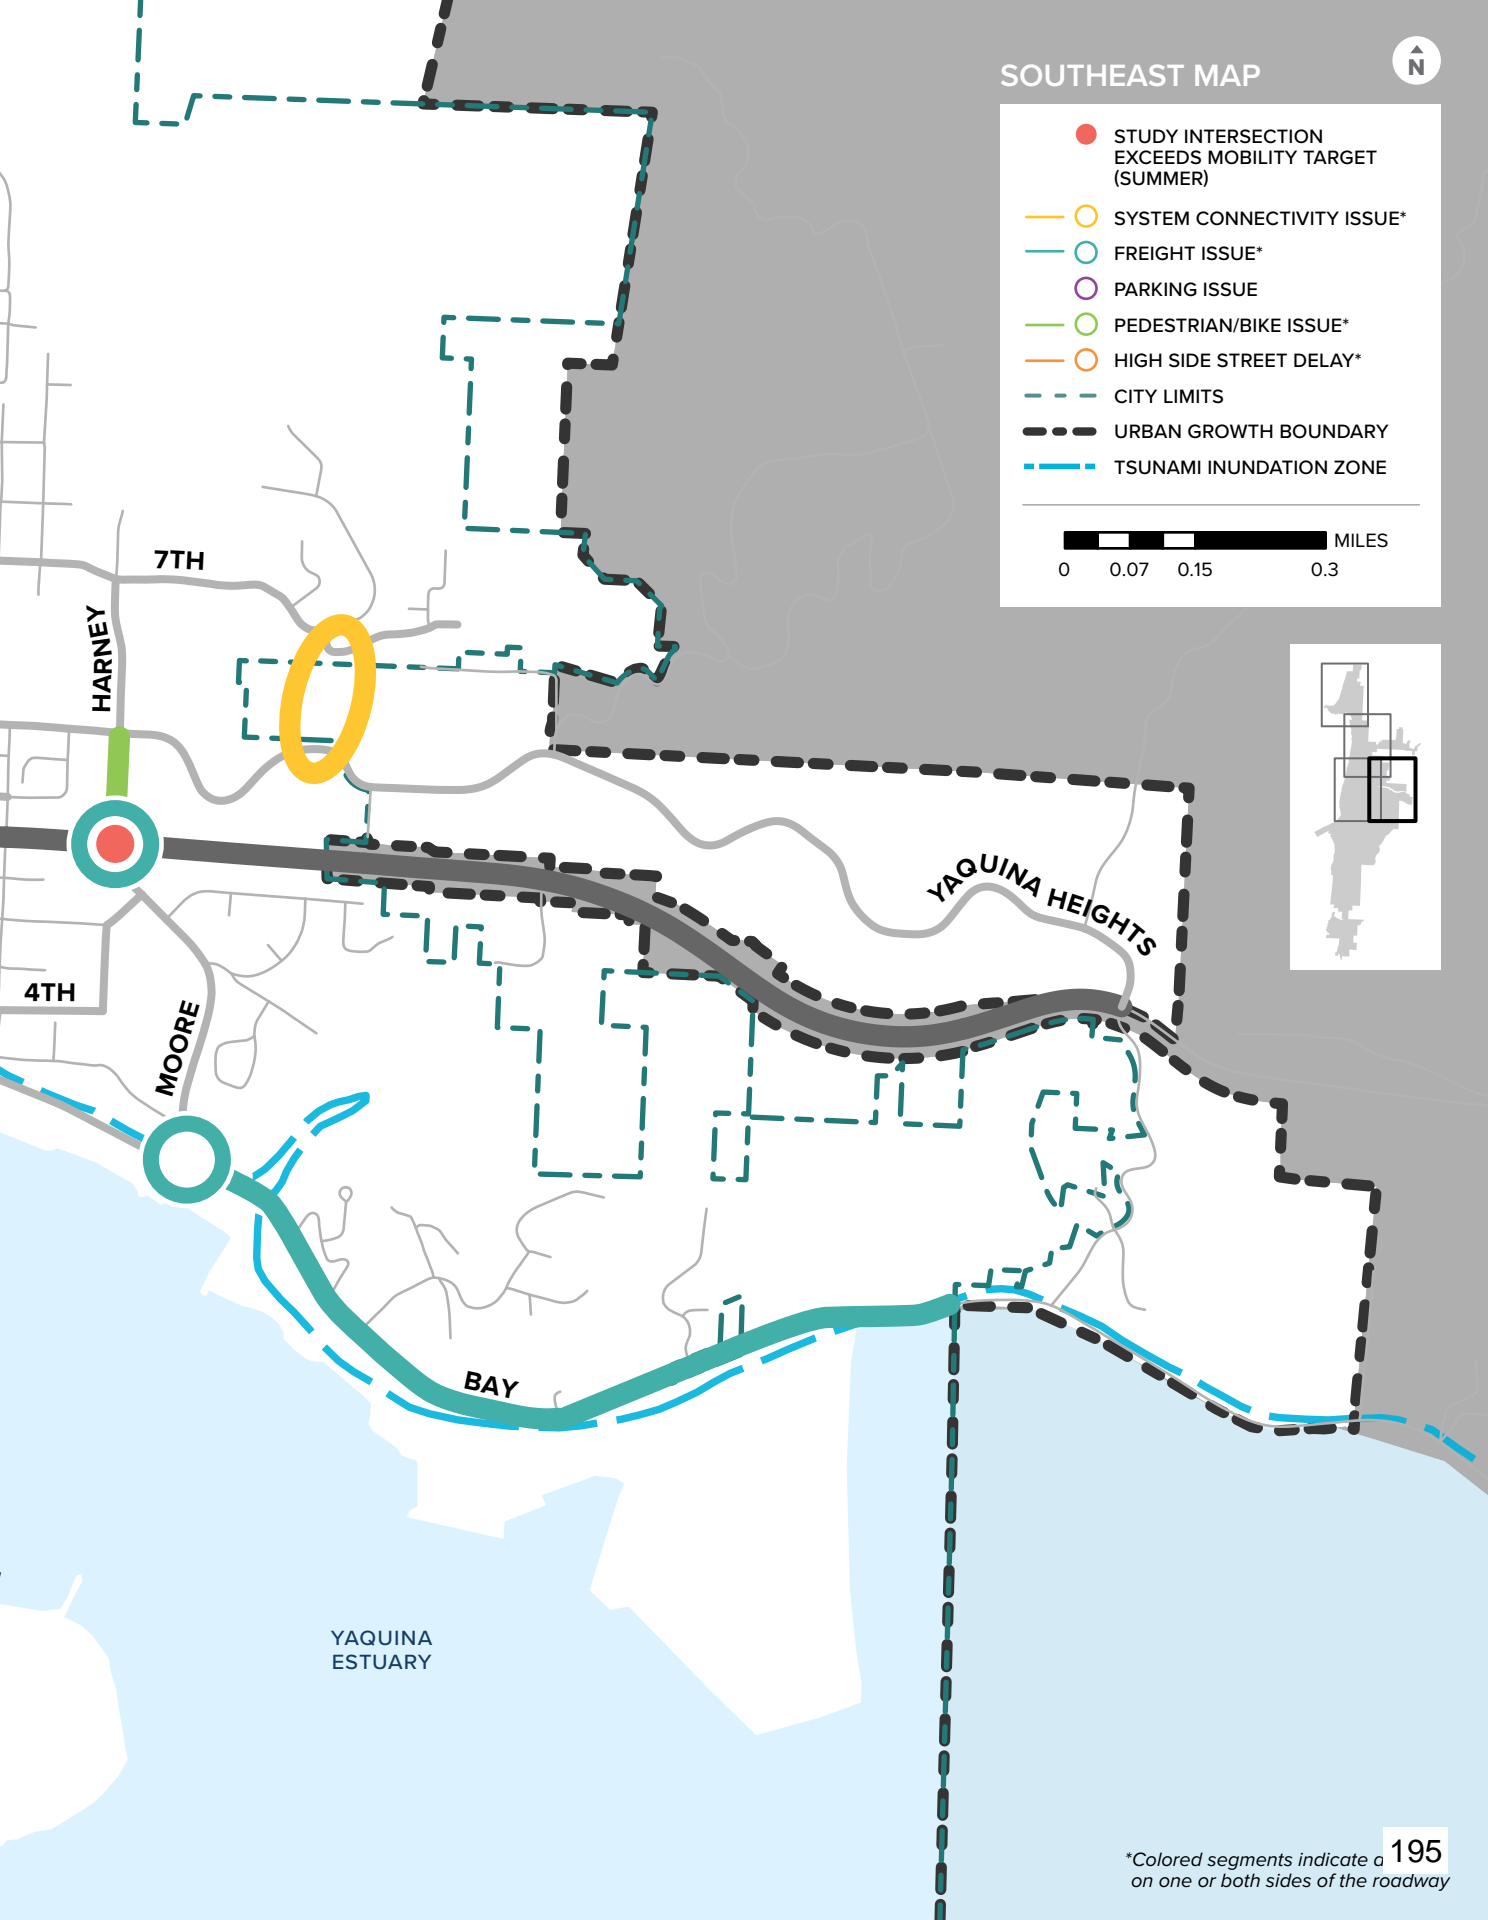 SOUTHEAST MAP
N
STUDY INTERSECTION
EXCEEDS MOBILITY TARGET
(SUMMER)
SYSTEM CONNECTIVITY ISSUE*
FREIGHT ISSUE*
PARKING ISSUE
PEDESTRIAN/BIKE ISSUE*
HIGH SIDE STREET DELAY*
CITY LIMITS
URBAN GROWTH BOUNDARY
TSUNAMI INUNDATION ZONE
MILES
0 0.07 0.15 0.3
7TH
HARNEY
YAQUINA HEIGHTS
4TH
MOORE
BAY
YAQUINA
ESTUARY
*Colored segments indicate
195
on one or both sides of the roadway